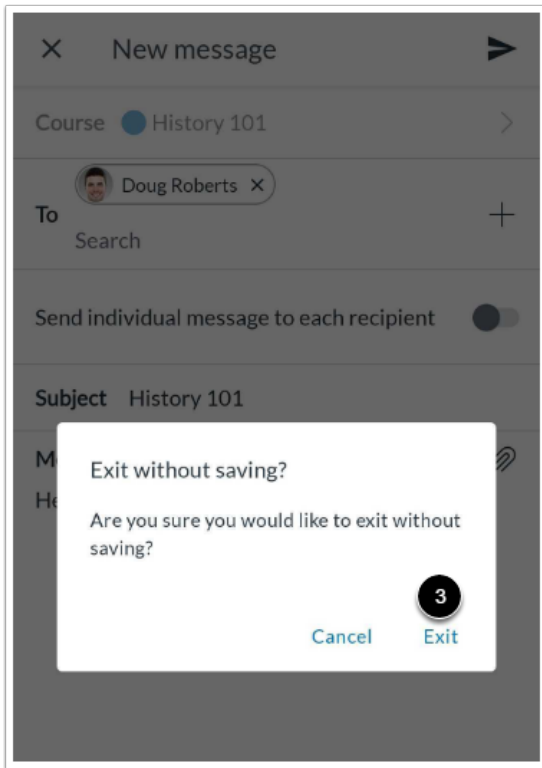 New message
Course History 101
Doug Roberts
To
Search
Send individual message to each recipient
Subject History 101
M
He
Exit without saving?
Are you sure you would like to exit without
saving?
3
Cancel Exit